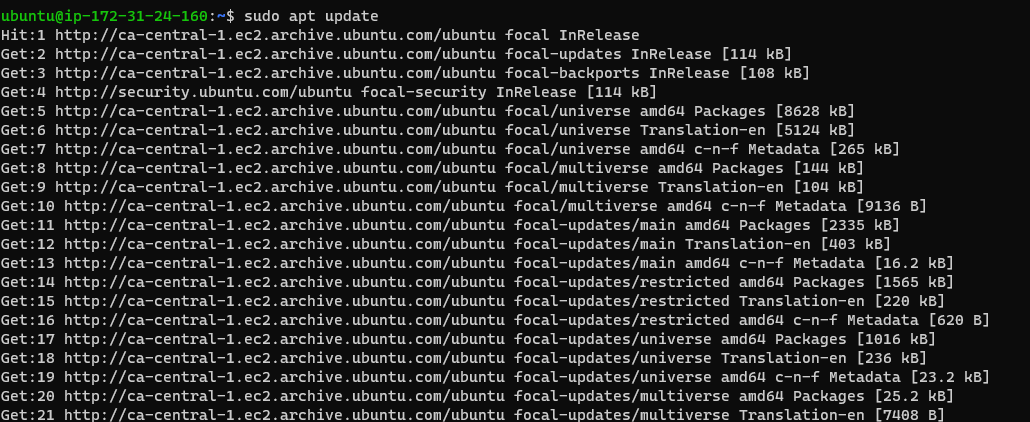 ubuntu@ip-172-31-24-160:~$ sudo apt update
Hit:1 http://ca-central-1.ec2.archive.ubuntu.com/ubuntu focal InRelease
Get:2 http://ca-central-1.ec2.archive.ubuntu.com/ubuntu focal-updates InRelease [114 kB]
Get:3 http://ca-central-1.ec2.archive.ubuntu.com/ubuntu focal-backports InRelease [108 kB]
Get:4 http://security.ubuntu.com/ubuntu focal-security InRelease [114 kB]
Get:5 http://ca-central-1.ec2.archive.ubuntu.com/ubuntu focal/universe amd64 Packages [8628 kB]
Get:6 http://ca-central-1.ec2.archive.ubuntu.com/ubuntu focal/universe Translation-en [5124 kB]
Get:7 http://ca-central-1.ec2.archive.ubuntu.com/ubuntu focal/universe amd64 c-n-f Metadata [265 kB]
Get:8 http://ca-central-1.ec2.archive.ubuntu.com/ubuntu focal/multiverse amd64 Packages [144 kB]
Get:9 http://ca-central-1.ec2.archive.ubuntu.com/ubuntu focal/multiverse Translation-en [104 kB]
Get:10 http://ca-central-1.ec2.archive.ubuntu.com/ubuntu focal/multiverse amd64 c-n-f Metadata [9136 B]
Get:11 http://ca-central-1.ec2.archive.ubuntu.com/ubuntu focal-updates/main amd64 Packages [2335 kB]
Get:12 http://ca-central-1.ec2.archive.ubuntu.com/ubuntu focal-updates/main Translation-en [403 kB]
Get:13 http://ca-central-1.ec2.archive.ubuntu.com/ubuntu focal-updates/main amd64 c-n-f Metadata [16.2 kB]
Get:14 http://ca-central-1.ec2.archive.ubuntu.com/ubuntu focal-updates/restricted amd64 Packages [1565 kB]
Get:15 http://ca-central-1.ec2.archive.ubuntu.com/ubuntu focal-updates/restricted Translation-en [220 kB]
Get:16 http://ca-central-1.ec2.archive.ubuntu.com/ubuntu focal-updates/restricted amd64 c-n-f Metadata [620 B]
Get:17 http://ca-central-1.ec2.archive.ubuntu.com/ubuntu focal-updates/universe amd64 Packages [1016 kB]
Get:18 http://ca-central-1.ec2.archive.ubuntu.com/ubuntu focal-updates/universe Translation-en [236 kB]
Get:19 http://ca-central-1.ec2.archive.ubuntu.com/ubuntu focal-updates/universe amd64 c-n-f Metadata [23.2 kB]
Get:20 http://ca-central-1.ec2.archive.ubuntu.com/ubuntu focal-updates/multiverse amd64 Packages [25.2 kB]
Get:21 http://ca-central-1.ec2.archive.ubuntu.com/ubuntu focal-updates/multiverse Translation-en [7408 B]